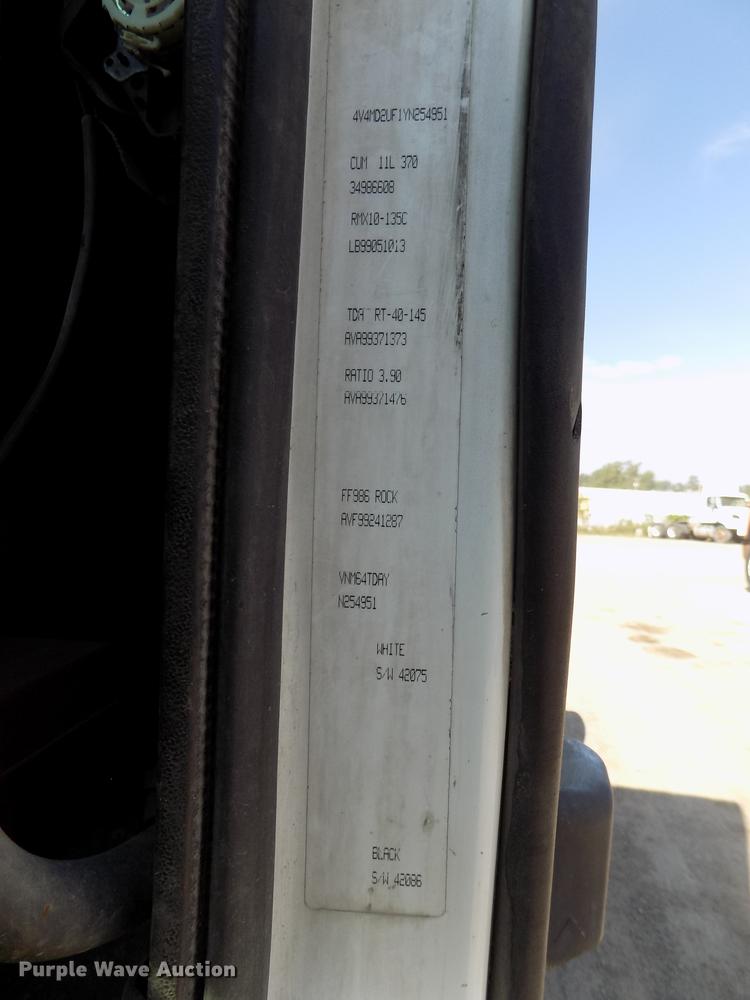 4V4MD2UF1YN254951
CUM 11L 370
34986608
RMX10-135C
LB99051013
TDA RT-40-145
AVA99371373
RATIO 3.90
AVA99371476
FF986 ROCK
AVF99241287
VNM64TDAY
N254951
WHITE
S/W 42075
BLACK
S/W 42086
Purple Wave Auction